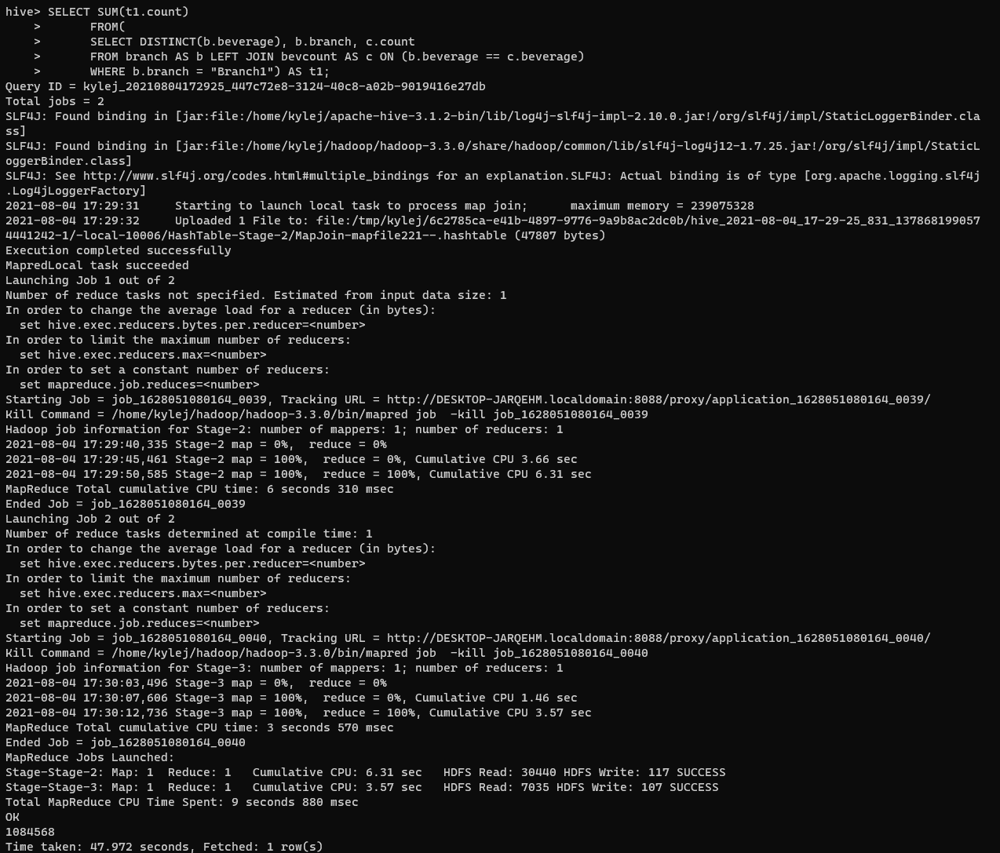 hive> SELECT SUM(t1.count)
    >       FROM(
    >       SELECT DISTINCT(b.beverage), b.branch, c.count
    >       FROM branch AS b LEFT JOIN bevcount AS c ON (b.beverage == c.beverage)
    >       WHERE b.branch = "Branch1") AS t1;
Query ID = kylej_20210804172925_447c72e8-3124-40c8-a02b-9019416e27db
Total jobs = 2
SLF4J: Found binding in [jar:file:/home/kylej/apache-hive-3.1.2-bin/lib/log4j-slf4j-impl-2.10.0.jar!/org/slf4j/impl/StaticLoggerBinder.cla
ss]
SLF4J: Found binding in [jar:file:/home/kylej/hadoop/hadoop-3.3.0/share/hadoop/common/lib/slf4j-log4j12-1.7.25.jar!/org/slf4j/impl/StaticL
oggerBinder.class]
SLF4J: See http://www.slf4j.org/codes.html#multiple_bindings for an explanation.SLF4J: Actual binding is of type [org.apache.logging.slf4j
.Log4jLoggerFactory]
2021-08-04 17:29:31     Starting to launch local task to process map join;      maximum memory = 239075328
2021-08-04 17:29:32     Uploaded 1 File to: file:/tmp/kylej/6c2785ca-e41b-4897-9776-9a9b8ac2dc0b/hive_2021-08-04_17-29-25_831_137868199057
4441242-1/-local-10006/HashTable-Stage-2/MapJoin-mapfile221--.hashtable (47807 bytes)
Execution completed successfully
MapredLocal task succeeded
Launching Job 1 out of 2
Number of reduce tasks not specified. Estimated from input data size: 1
In order to change the average load for a reducer (in bytes):
  set hive.exec.reducers.bytes.per.reducer=<number>
In order to limit the maximum number of reducers:
  set hive.exec.reducers.max=<number>
In order to set a constant number of reducers:
  set mapreduce.job.reduces=<number>
Starting Job = job_1628051080164_0039, Tracking URL = http://DESKTOP-JARQEHM.localdomain:8088/proxy/application_1628051080164_0039/
Kill Command = /home/kylej/hadoop/hadoop-3.3.0/bin/mapred job  -kill job_1628051080164_0039
Hadoop job information for Stage-2: number of mappers: 1; number of reducers: 1
2021-08-04 17:29:40,335 Stage-2 map = 0%,  reduce = 0%
2021-08-04 17:29:45,461 Stage-2 map = 100%,  reduce = 0%, Cumulative CPU 3.66 sec
2021-08-04 17:29:50,585 Stage-2 map = 100%,  reduce = 100%, Cumulative CPU 6.31 sec
MapReduce Total cumulative CPU time: 6 seconds 310 msec
Ended Job = job_1628051080164_0039
Launching Job 2 out of 2
Number of reduce tasks determined at compile time: 1
In order to change the average load for a reducer (in bytes):
  set hive.exec.reducers.bytes.per.reducer=<number>
In order to limit the maximum number of reducers:
  set hive.exec.reducers.max=<number>
In order to set a constant number of reducers:
  set mapreduce.job.reduces=<number>
Starting Job = job_1628051080164_0040, Tracking URL = http://DESKTOP-JARQEHM.localdomain:8088/proxy/application_1628051080164_0040/
Kill Command = /home/kylej/hadoop/hadoop-3.3.0/bin/mapred job  -kill job_1628051080164_0040
Hadoop job information for Stage-3: number of mappers: 1; number of reducers: 1
2021-08-04 17:30:03,496 Stage-3 map = 0%,  reduce = 0%
2021-08-04 17:30:07,606 Stage-3 map = 100%,  reduce = 0%, Cumulative CPU 1.46 sec
2021-08-04 17:30:12,736 Stage-3 map = 100%,  reduce = 100%, Cumulative CPU 3.57 sec
MapReduce Total cumulative CPU time: 3 seconds 570 msec
Ended Job = job_1628051080164_0040
MapReduce Jobs Launched:
Stage-Stage-2: Map: 1  Reduce: 1   Cumulative CPU: 6.31 sec   HDFS Read: 30440 HDFS Write: 117 SUCCESS
Stage-Stage-3: Map: 1  Reduce: 1   Cumulative CPU: 3.57 sec   HDFS Read: 7035 HDFS Write: 107 SUCCESS
Total MapReduce CPU Time Spent: 9 seconds 880 msec
OK
1084568
Time taken: 47.972 seconds, Fetched: 1 row(s)